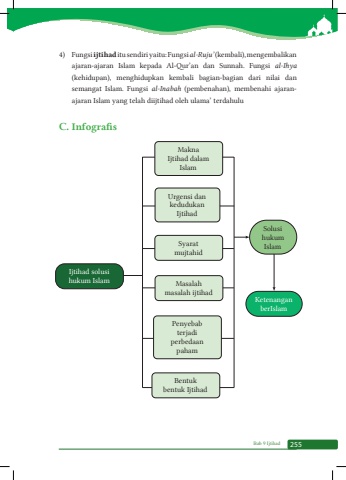 4) Fungsi ijtihad itu sendiri yaitu: Fungsi al-Ruju’ (kembali), mengembalikan
ajaran-ajaran Islam kepada Al-Qur’an dan Sunnah. Fungsi al-Ihya
(kehidupan), menghidupkan kembali bagian-bagian dari nilai dan
semangat Islam. Fungsi al-Inabah (pembenahan), membenahi ajaran-
ajaran Islam yang telah diijtihad oleh ulama’ terdahulu
C. Infografis
Makna
Ijtihad dalam
Islam
Urgensi dan
kedudukan
Ijtihad
Syarat
mujtahid
Masalah
masalah ijtihad
Penyebab
terjadi
perbedaan
paham
Bentuk
bentuk Ijtihad
Ijtihad solusi
hukum Islam
Solusi
hukum
Islam
Ketenangan
berIslam
Bab 9 Ijtihad 255